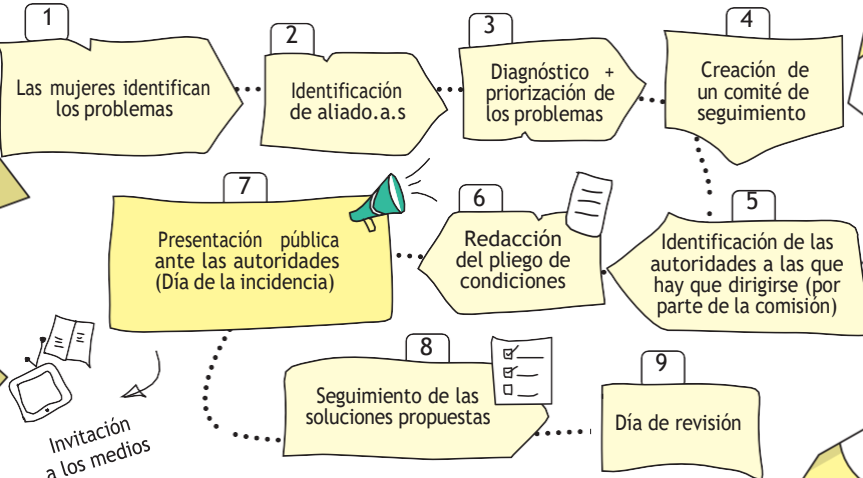 1
Las mujeres identifican
los problemas
2
Identificación
de aliado.a.s
3
Diagnóstico +
priorización de
los problemas
4
Creación de
un comité de
seguimiento
5
Identificación de las
autoridades a las que
hay que dirigirse (por
parte de la comisión)
6
Redacción
del pliego de
condiciones
7
Presentación pública
ante las autoridades
(Día de la incidencia)
Invitación
a los medios
8
Seguimiento de las
soluciones propuestas
9
Día de revisión